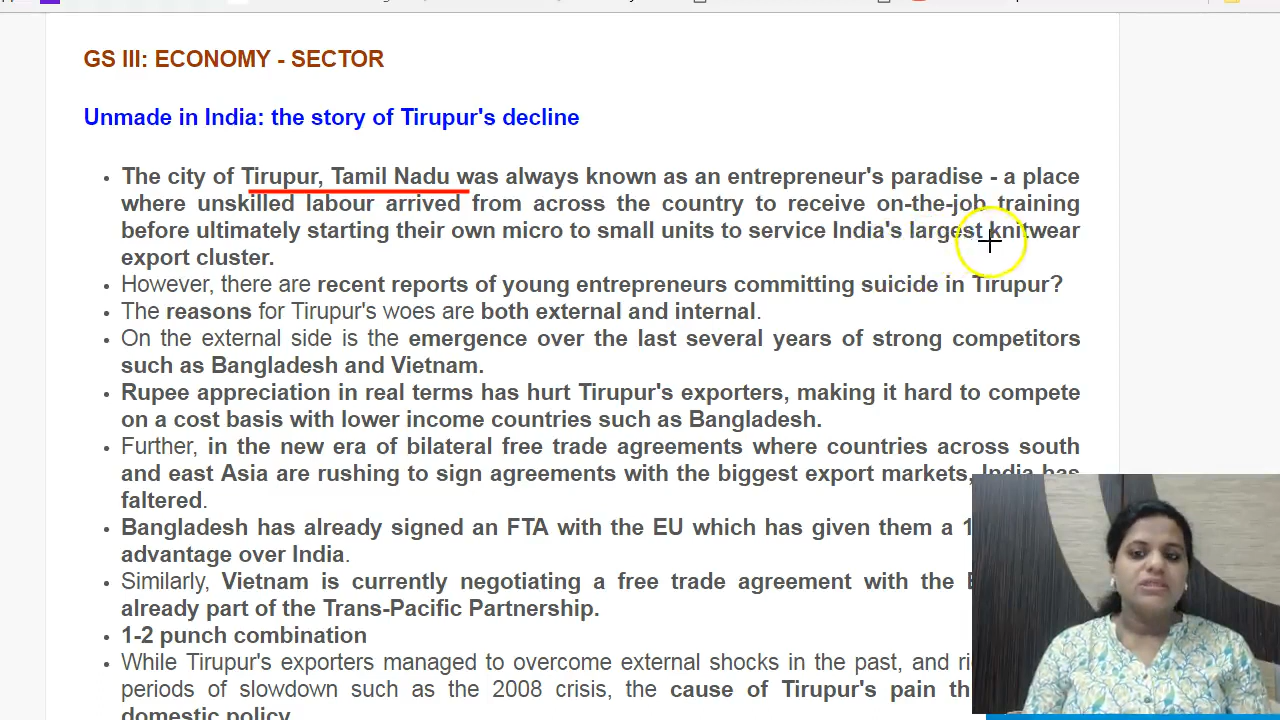 GS III: ECONOMY - SECTOR
Unmade in India: the story of Tirupur's decline
• The city of Tirupur, Tamil Nadu was always known as an entrepreneur's paradise - a place
where unskilled labour arrived from across the country to receive on-the-job training
before ultimately starting their own micro to small units to service India's largest knitwear
export cluster.
• However, there are recent reports of young entrepreneurs committing suicide in Tirupur?
• The reasons for Tirupur's woes are both external and internal.
• On the external side is the emergence over the last several years of strong competitors
such as Bangladesh and Vietnam.
• Rupee appreciation in real terms has hurt Tirupur's exporters, making it hard to compete
on a cost basis with lower income countries such as Bangladesh.
• Further, in the new era of bilateral free trade agreements where countries across south
and east Asia are rushing to sign agreements with the biggest export markets, India has
faltered.
• Bangladesh has already signed an FTA with the EU which has given them a
advantage over India.
• Similarly, Vietnam is currently negotiating a free trade agreement with the
already part of the Trans-Pacific Partnership.
• 1-2 punch combination
• While Tirupur's exporters managed to overcome external shocks in the past, and
periods of slowdown such as the 2008 crisis, the cause of Tirupur's pain
domestic policy